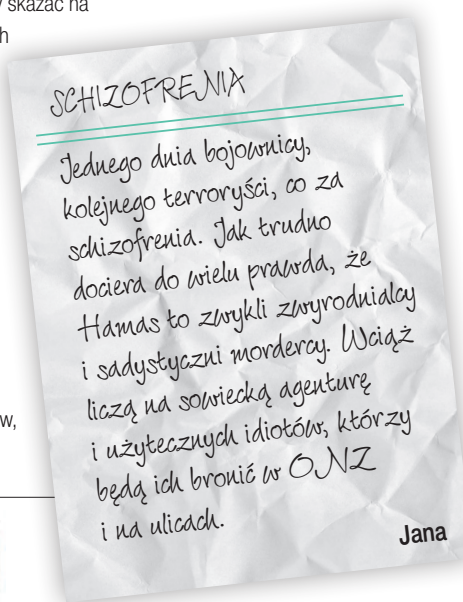 skazać na
h
SCHIZOFRENIA
Jednego dnia bojownicy,
kolejnego terroryści, co za
schizofrenia. Jak trudno
dociera do wielu prawda, że
Hamas to zwykli zwyrodnialcy
i sadystyczni mordercy. Wciąż
liczą na sowiecką agenturę
i użytecznych idiotów, którzy
będą ich bronić w ONZ
i na ulicach.
w,
Jana